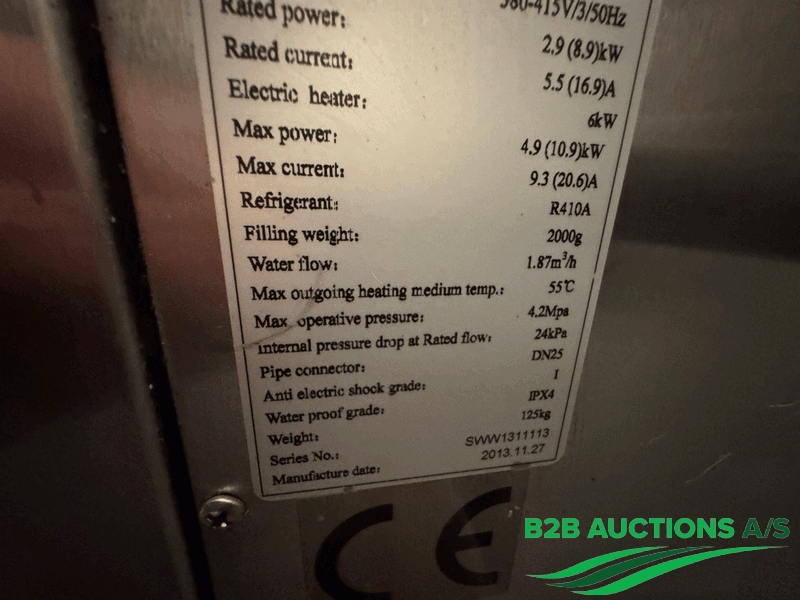 Rated power: 380-415V/3/50Hz
Rated current: 2.9 (8.9)kW
Electric heater: 5.5 (16.9)A
Max power: 6kW
Max current: 4.9 (10.9)kW
Refrigerant: 9.3 (20.6)A
Filling weight: R410A
Water flow: 2000g
Max outgoing heating medium temp.: 1.87m³/h
Max. operative pressure: 55℃
internal pressure drop at Rated flow: 4.2Mpa
Pipe connector: 24kPa
Anti electric shock grade: DN25
Water proof grade: I
Weight: IPX4
Series No.: 125kg
Manufacture date: SWW1311113
2013.11.27
CE
B2B AUCTIONS A/S